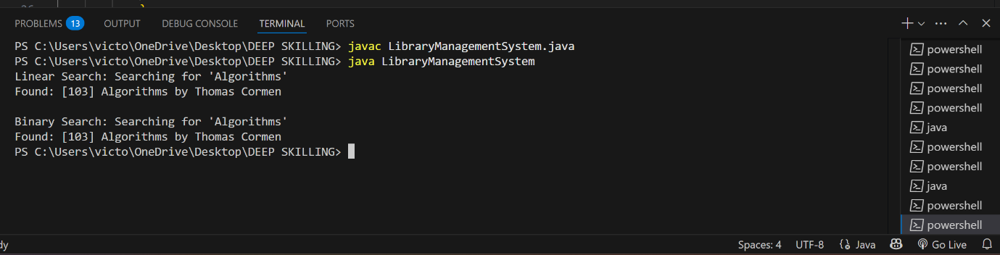 PROBLEMS 13 OUTPUT DEBUG CONSOLE TERMINAL PORTS
PS C:\Users\victo\OneDrive\Desktop\DEEP SKILLING> javac LibraryManagementSystem.java
PS C:\Users\victo\OneDrive\Desktop\DEEP SKILLING> java LibraryManagementSystem
Linear Search: Searching for 'Algorithms'
Found: [103] Algorithms by Thomas Cormen
Binary Search: Searching for 'Algorithms'
Found: [103] Algorithms by Thomas Cormen
PS C:\Users\victo\OneDrive\Desktop\DEEP SKILLING>
powershell
powershell
powershell
powershell
java
powershell
powershell
java
powershell
powershell
Spaces: 4 UTF-8 Java Go Live